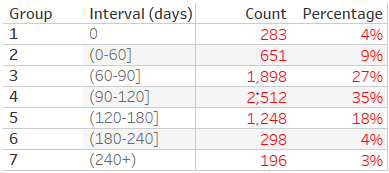 Group Interval (days) Count Percentage
1 0 283 4%
2 (0-60] 651 9%
3 (60-90] 1,898 27%
4 (90-120] 2,512 35%
5 (120-180] 1,248 18%
6 (180-240] 298 4%
7 (240+) 196 3%